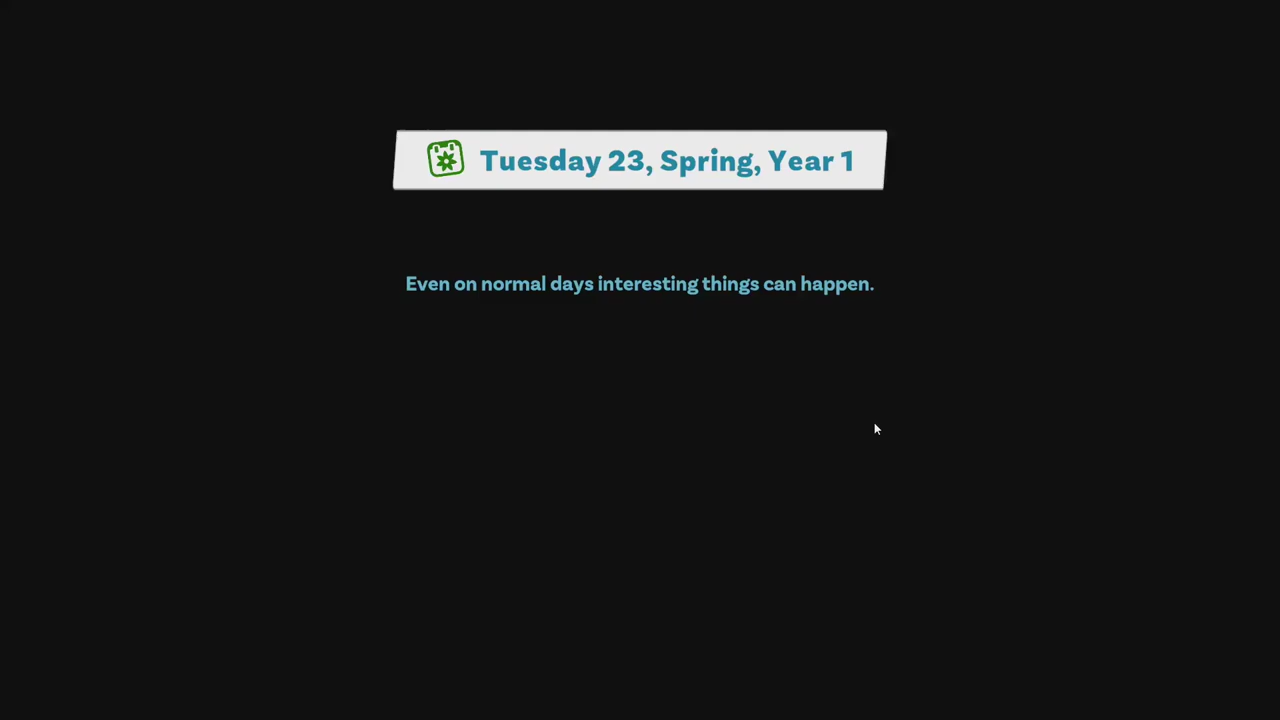 Tuesday 23, Spring, Year 1
Even on normal days interesting things can happen.